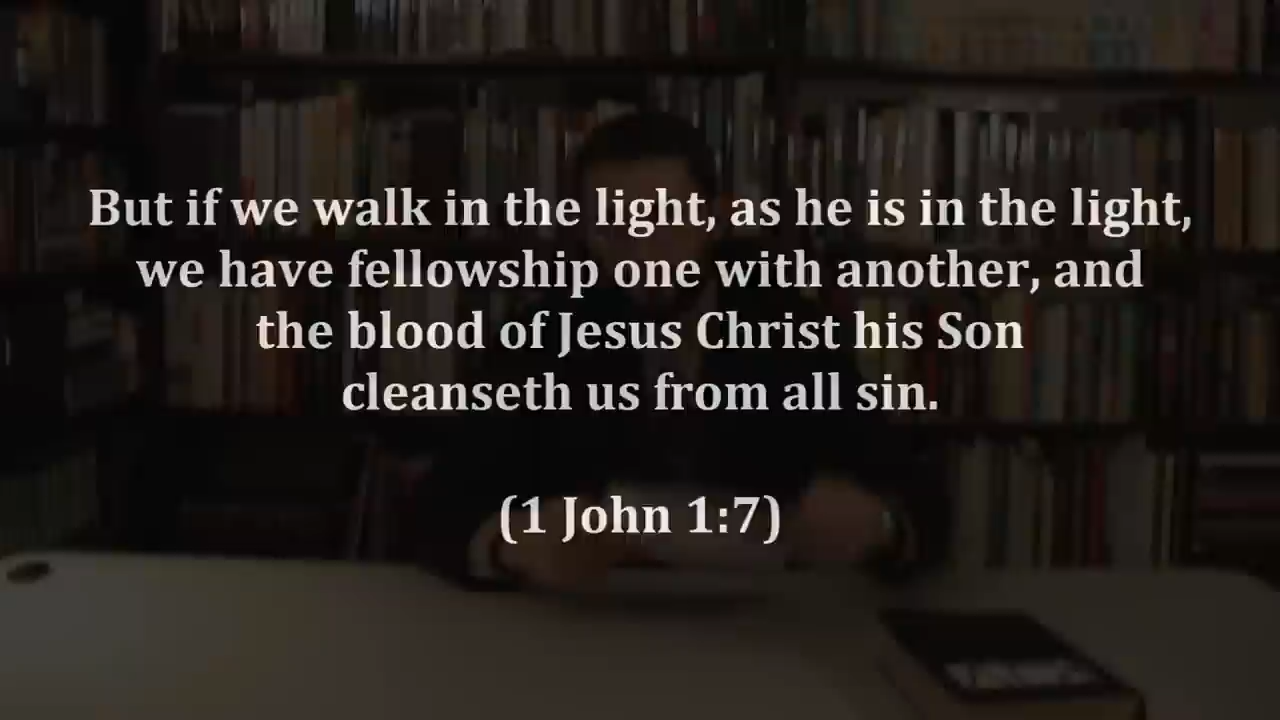 But if we walk in the light, as he is in the light,
we have fellowship one with another, and
the blood of Jesus Christ his Son
cleanseth us from all sin.
(1 John 1:7)